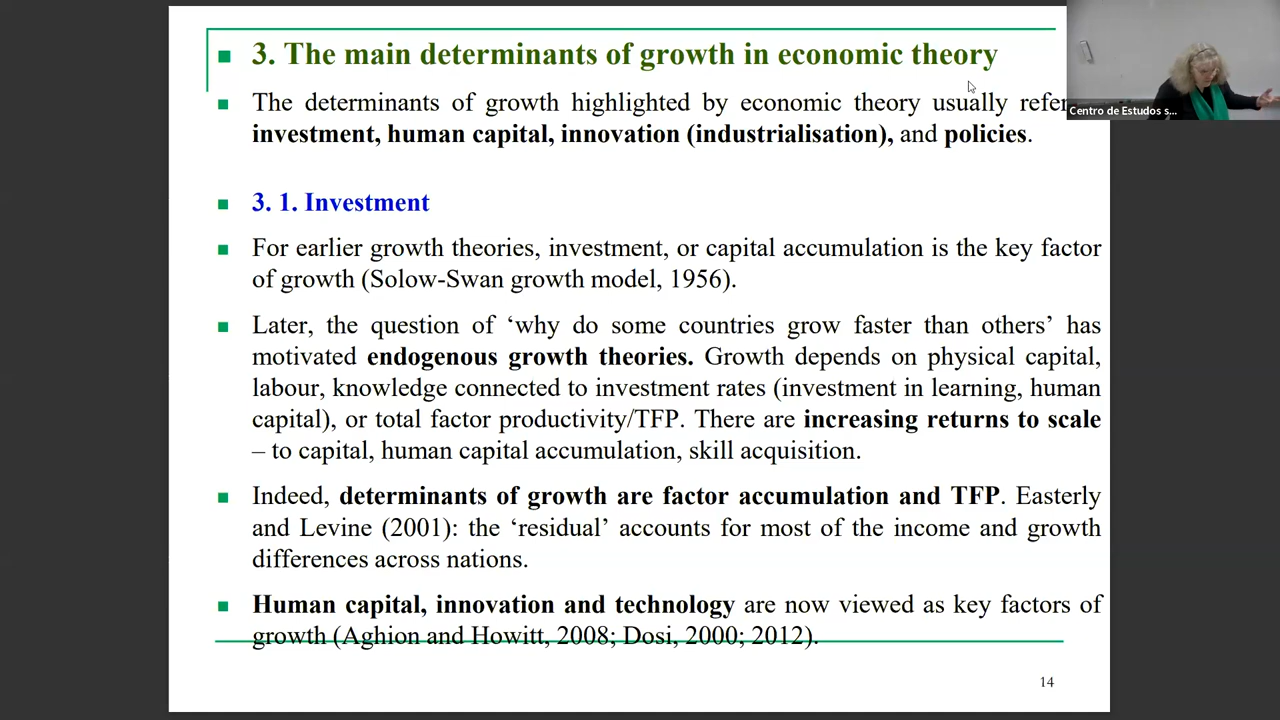 3. The main determinants of growth in economic theory
The determinants of growth highlighted by economic theory usually refer
investment, human capital, innovation (industrialisation), and policies.
Centro de Estudos s...
3. 1. Investment
For earlier growth theories, investment, or capital accumulation is the key factor
of growth (Solow-Swan growth model, 1956).
Later, the question of ‘why do some countries grow faster than others’ has
motivated endogenous growth theories. Growth depends on physical capital,
labour, knowledge connected to investment rates (investment in learning, human
capital), or total factor productivity/TFP. There are increasing returns to scale
– to capital, human capital accumulation, skill acquisition.
Indeed, determinants of growth are factor accumulation and TFP. Easterly
and Levine (2001): the ‘residual’ accounts for most of the income and growth
differences across nations.
Human capital, innovation and technology are now viewed as key factors of
growth (Aghion and Howitt, 2008; Dosi, 2000; 2012).
14